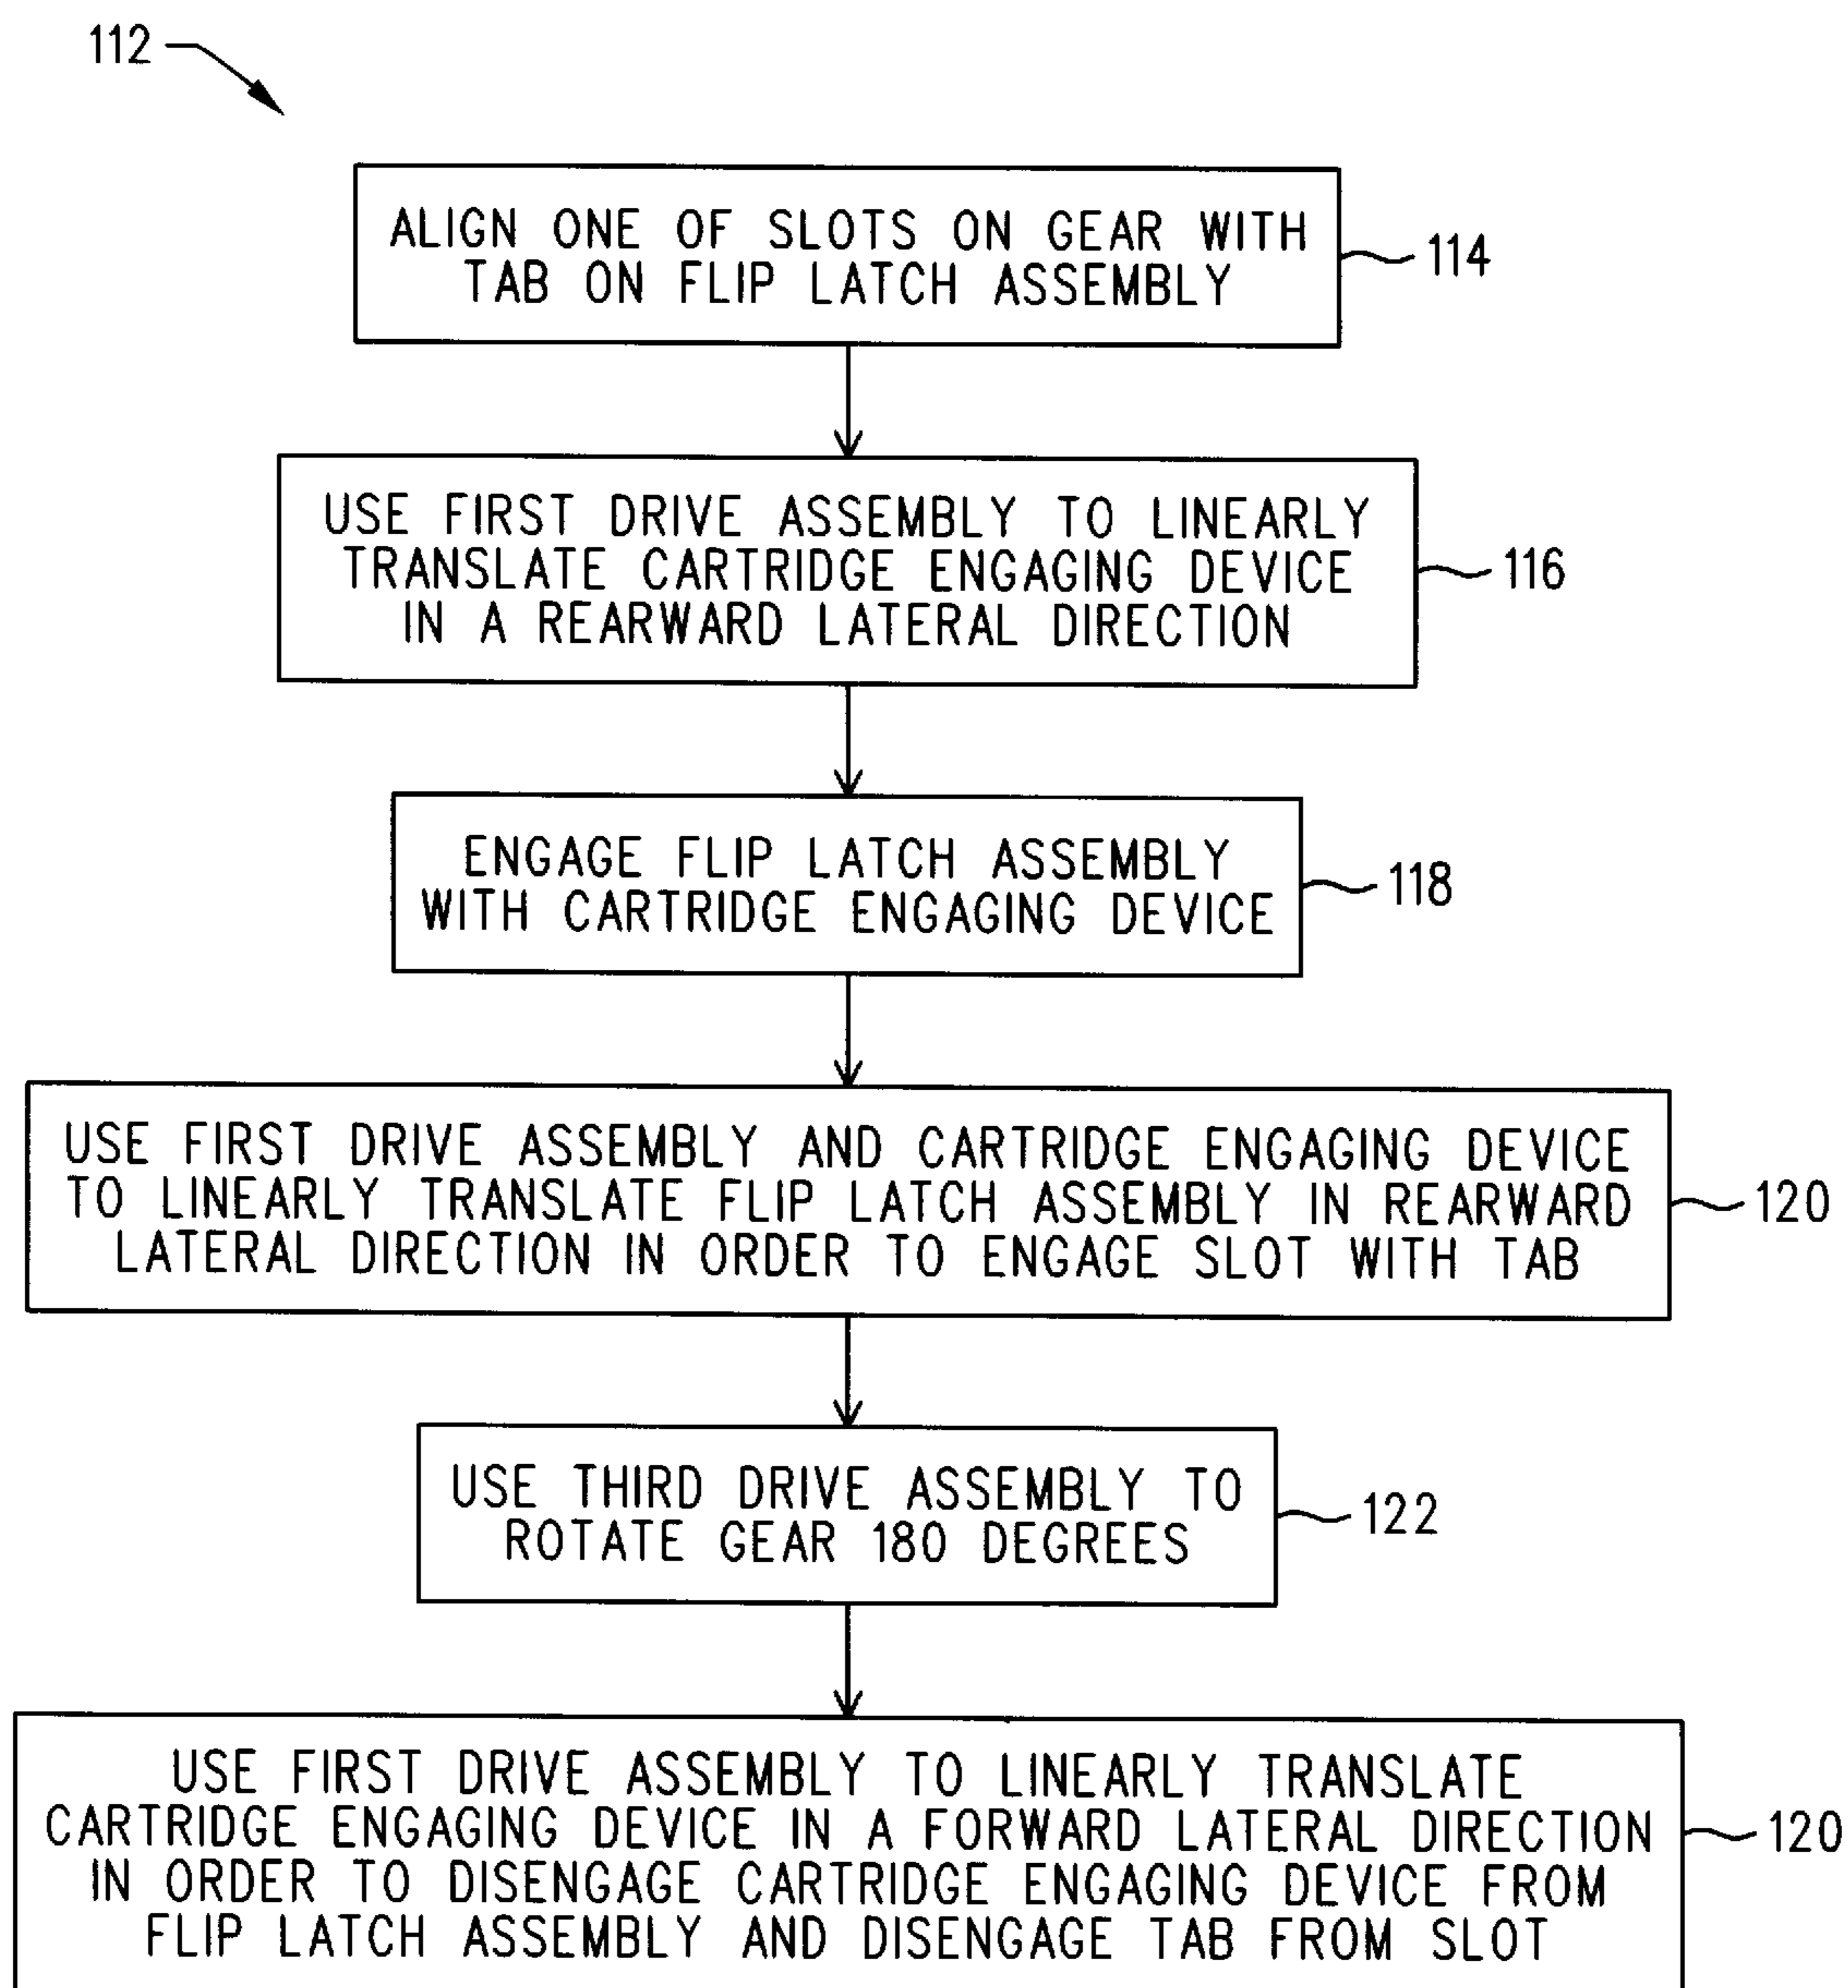 112
ALIGN ONE OF SLOTS ON GEAR WITH
TAB ON FLIP LATCH ASSEMBLY
114
USE FIRST DRIVE ASSEMBLY TO LINEARLY
TRANSLATE CARTRIDGE ENGAGING DEVICE
IN A REARWARD LATERAL DIRECTION
116
ENGAGE FLIP LATCH ASSEMBLY
WITH CARTRIDGE ENGAGING DEVICE
118
USE FIRST DRIVE ASSEMBLY AND CARTRIDGE ENGAGING DEVICE
TO LINEARLY TRANSLATE FLIP LATCH ASSEMBLY IN REARWARD
LATERAL DIRECTION IN ORDER TO ENGAGE SLOT WITH TAB
120
USE THIRD DRIVE ASSEMBLY TO
ROTATE GEAR 180 DEGREES
122
USE FIRST DRIVE ASSEMBLY TO LINEARLY TRANSLATE
CARTRIDGE ENGAGING DEVICE IN A FORWARD LATERAL DIRECTION
IN ORDER TO DISENGAGE CARTRIDGE ENGAGING DEVICE FROM
FLIP LATCH ASSEMBLY AND DISENGAGE TAB FROM SLOT
120